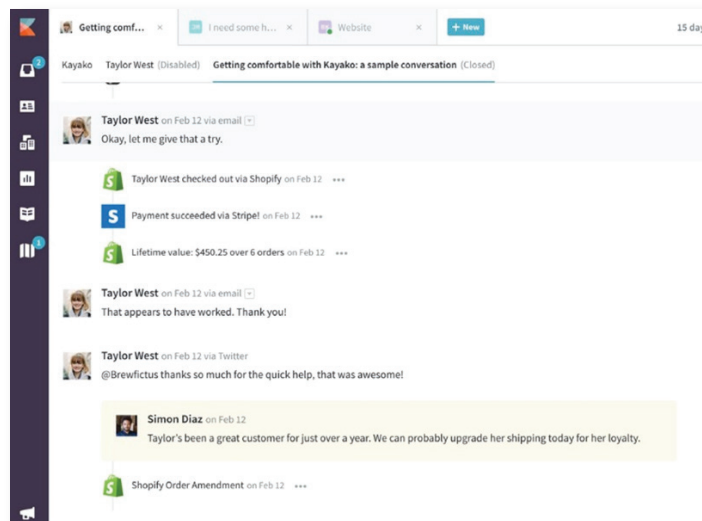 Getting comf... ×
I need some h... ×
Website ×
+ New
15 day
2
Kayako Taylor West (Disabled) Getting comfortable with Kayako: a sample conversation (Closed)
Taylor West on Feb 12 via email
Okay, let me give that a try.
Taylor West checked out via Shopify on Feb 12 •••
S Payment succeeded via Stripe! on Feb 12 •••
1
Lifetime value: $450.25 over 6 orders on Feb 12 •••
Taylor West on Feb 12 via email
That appears to have worked. Thank you!
Taylor West on Feb 12 via Twitter
@Brewfictus thanks so much for the quick help, that was awesome!
Simon Diaz on Feb 12
Taylor's been a great customer for just over a year. We can probably upgrade her shipping today for her loyalty.
Shopify Order Amendment on Feb 12 •••